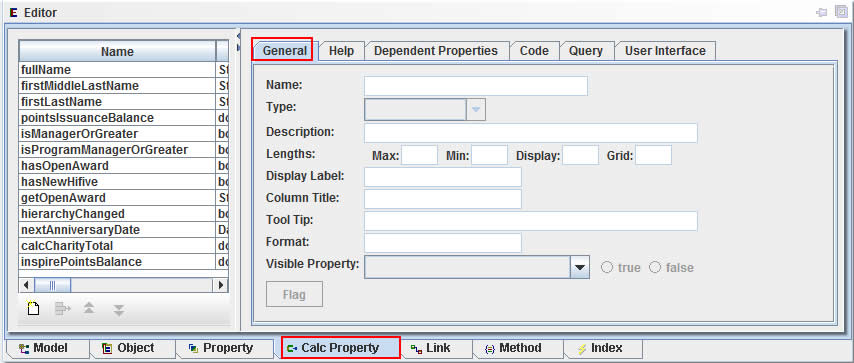 Editor
Name
fullName St
firstMiddleLastName St
firstLastName St
pointsIssuanceBalance do
isManagerOrGreater bo
isProgramManagerOrGreater bo
hasOpenAward bo
hasNewHifive bo
getOpenAward St
hierarchyChanged bo
nextAnniversaryDate Da
calcCharityTotal do
inspirePointsBalance do
General Help Dependent Properties Code Query User Interface
Name:
Type:
Description:
Lengths: Max: Min: Display: Grid:
Display Label:
Column Title:
Tool Tip:
Format:
Visible Property: true false
Flag
Model Object Property Calc Property Link Method Index